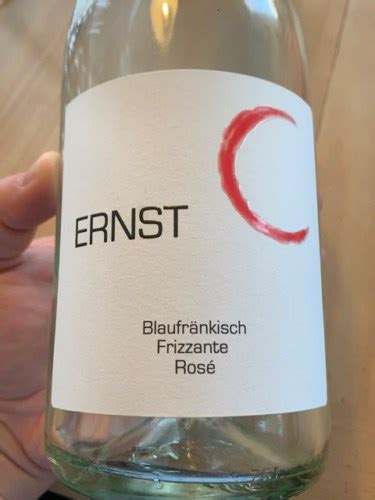 ERNST
Blaufränkisch
Frizzante
Rosé